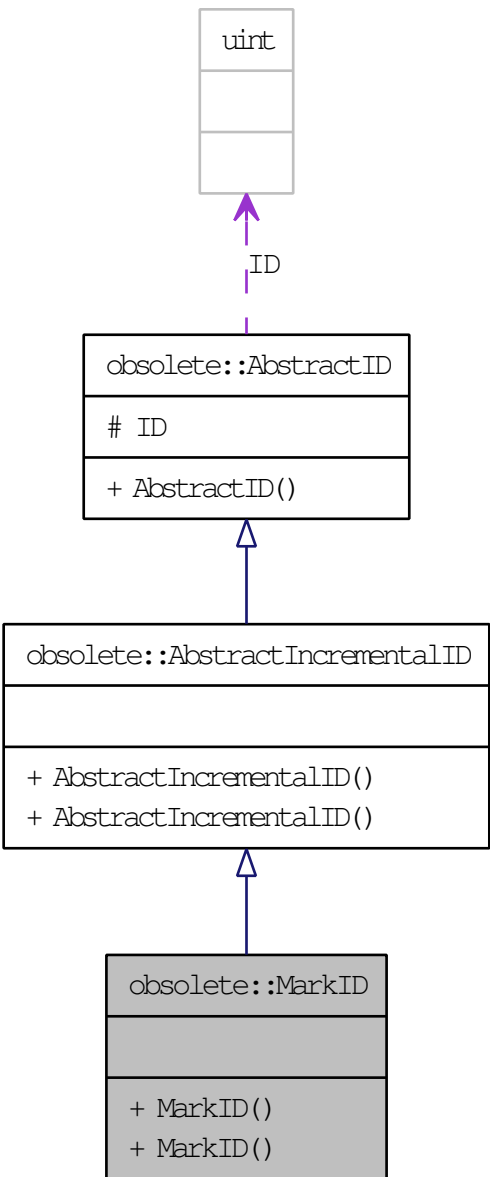 uint
ID
obsolete::AbstractID
# ID
+ AbstractID()
obsolete::AbstractIncrementalID
+ AbstractIncrementalID()
+ AbstractIncrementalID()
obsolete::MarkID
+ MarkID()
+ MarkID()